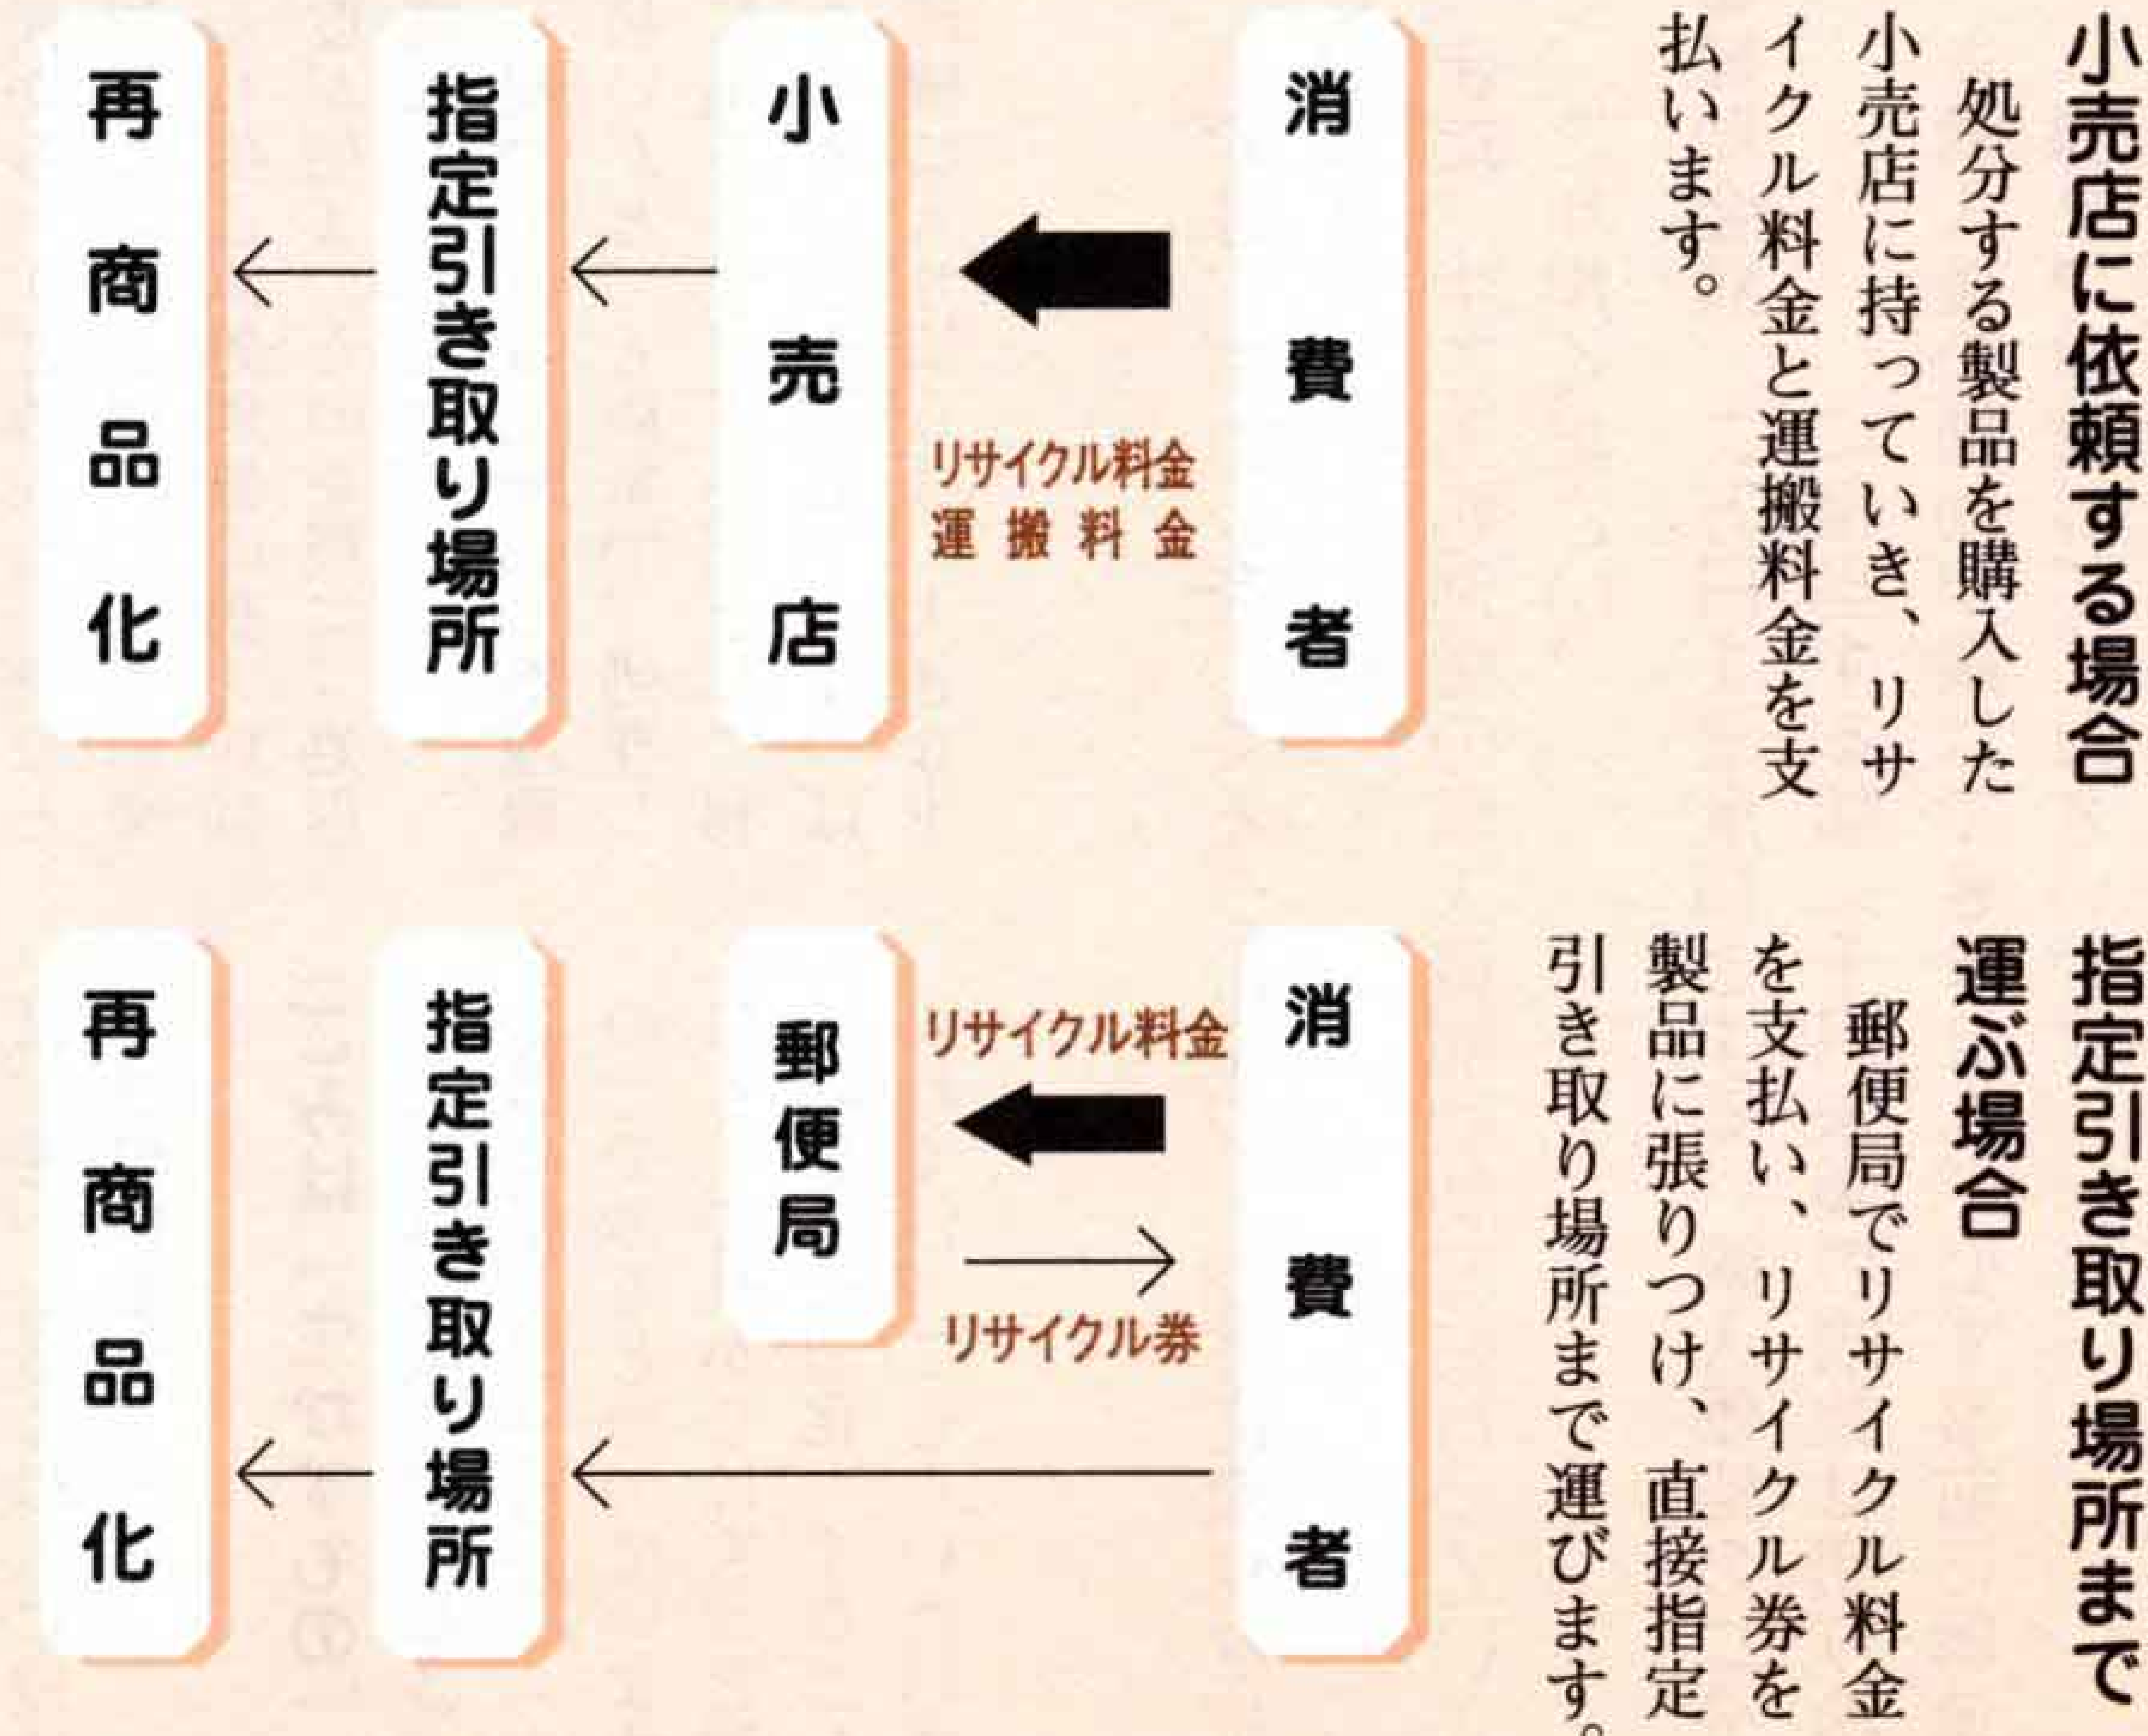 小売店に依頼する場合
処分する製品を購入した
小売店に持っていき、リサ
イクル料金と運搬料金を支
払います。
消費者
リサイクル料金
運搬料金
小売店
指定引き取り場所
再商品化
指定引き取り場所まで
運ぶ場合
郵便局でリサイクル料金
を支払い、リサイクル券を
製品に張りつけ、直接指定
引き取り場所まで運びます。
消費者
リサイクル料金
リサイクル券
郵便局
指定引き取り場所
再商品化